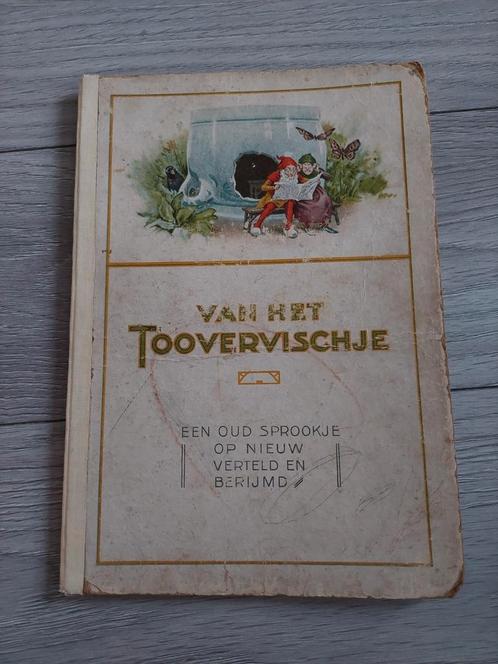 VAN HET
TOOVERVISCHJE
EEN OUD SPROOKJE
OP NIEUW
VERTELD EN
BERIJMD